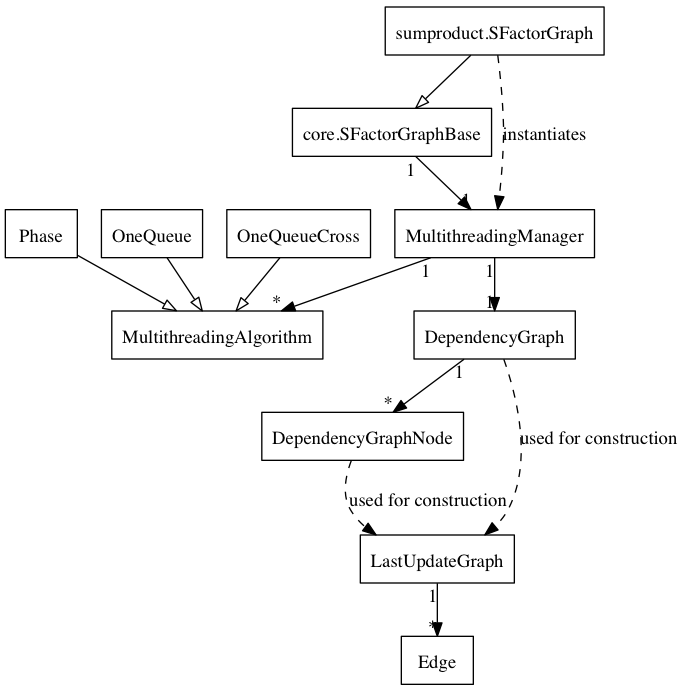 sumproduct.SFactorGraph
core.SFactorGraphBase
instantiates
1
1
Phase
OneQueue
OneQueueCross
MultithreadingManager
1
1
*
1
MultithreadingAlgorithm
DependencyGraph
1
*
DependencyGraphNode
used for construction
used for construction
LastUpdateGraph
1
*
Edge